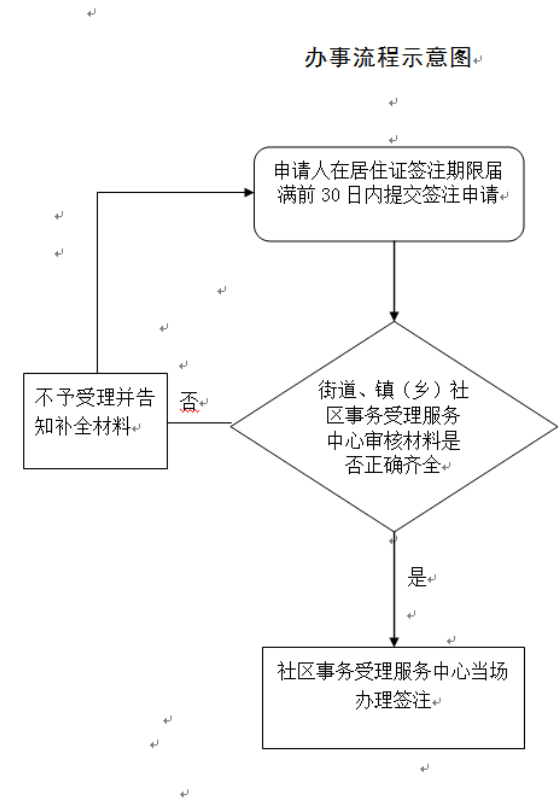 办事流程示意图
申请人在居住证签注期限届
满前 30 日内提交签注申请
不予受理并告
知补全材料
否
街道、镇（乡）社
区事务受理服务
中心审核材料是
否正确齐全
是
社区事务受理服务中心当场
办理签注